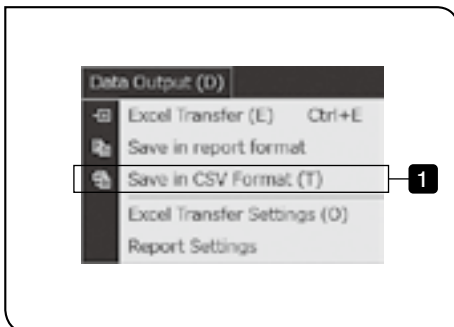 Data Output (D)
Excel Transfer (E) Ctrl+E
Save in report format
Save in CSV Format (T)
1
Excel Transfer Settings (O)
Report Settings